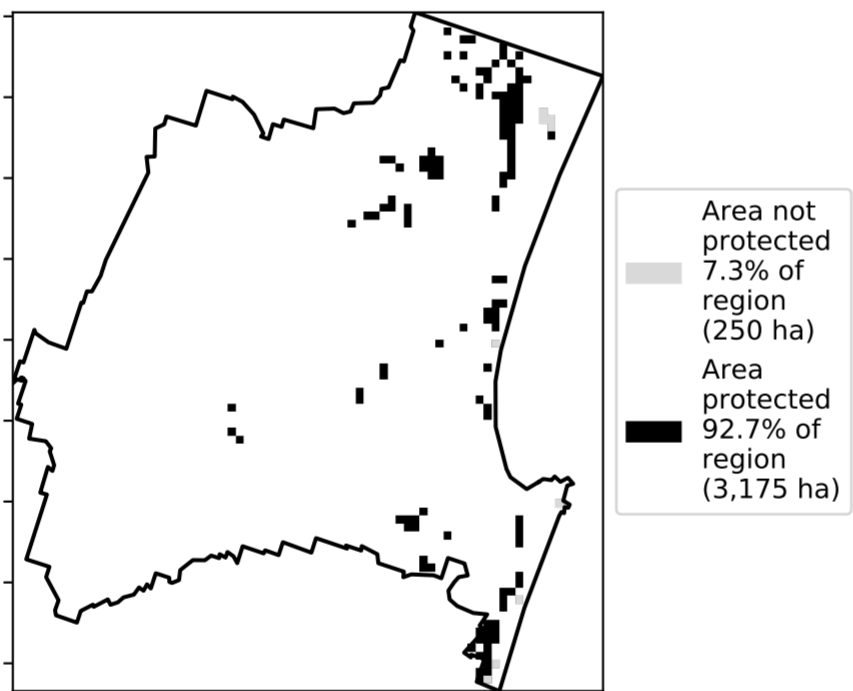 Area not
protected
7.3% of
region
(250 ha)
Area
protected
92.7% of
region
(3,175 ha)